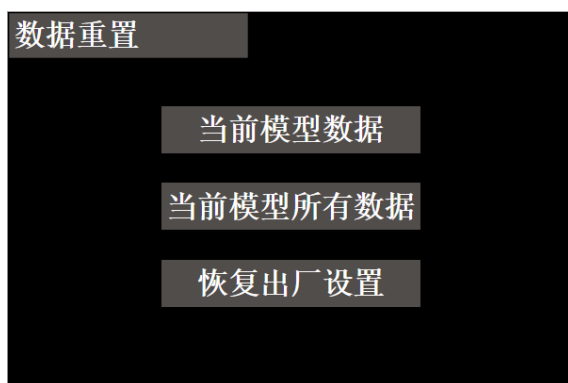 数据重置
当前模型数据
当前模型所有数据
恢复出厂设置